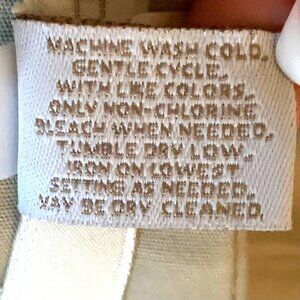 MACHINE WASH COLD,
GENTLE CYCLE,
WITH LIKE COLORS,
ONLY NON-CHLORINE
BLEACH WHEN NEEDED,
TUMBLE DRY LOW,
IRON ON LOWEST
SETTING AS NEEDED,
MAY BE DRY CLEANED,